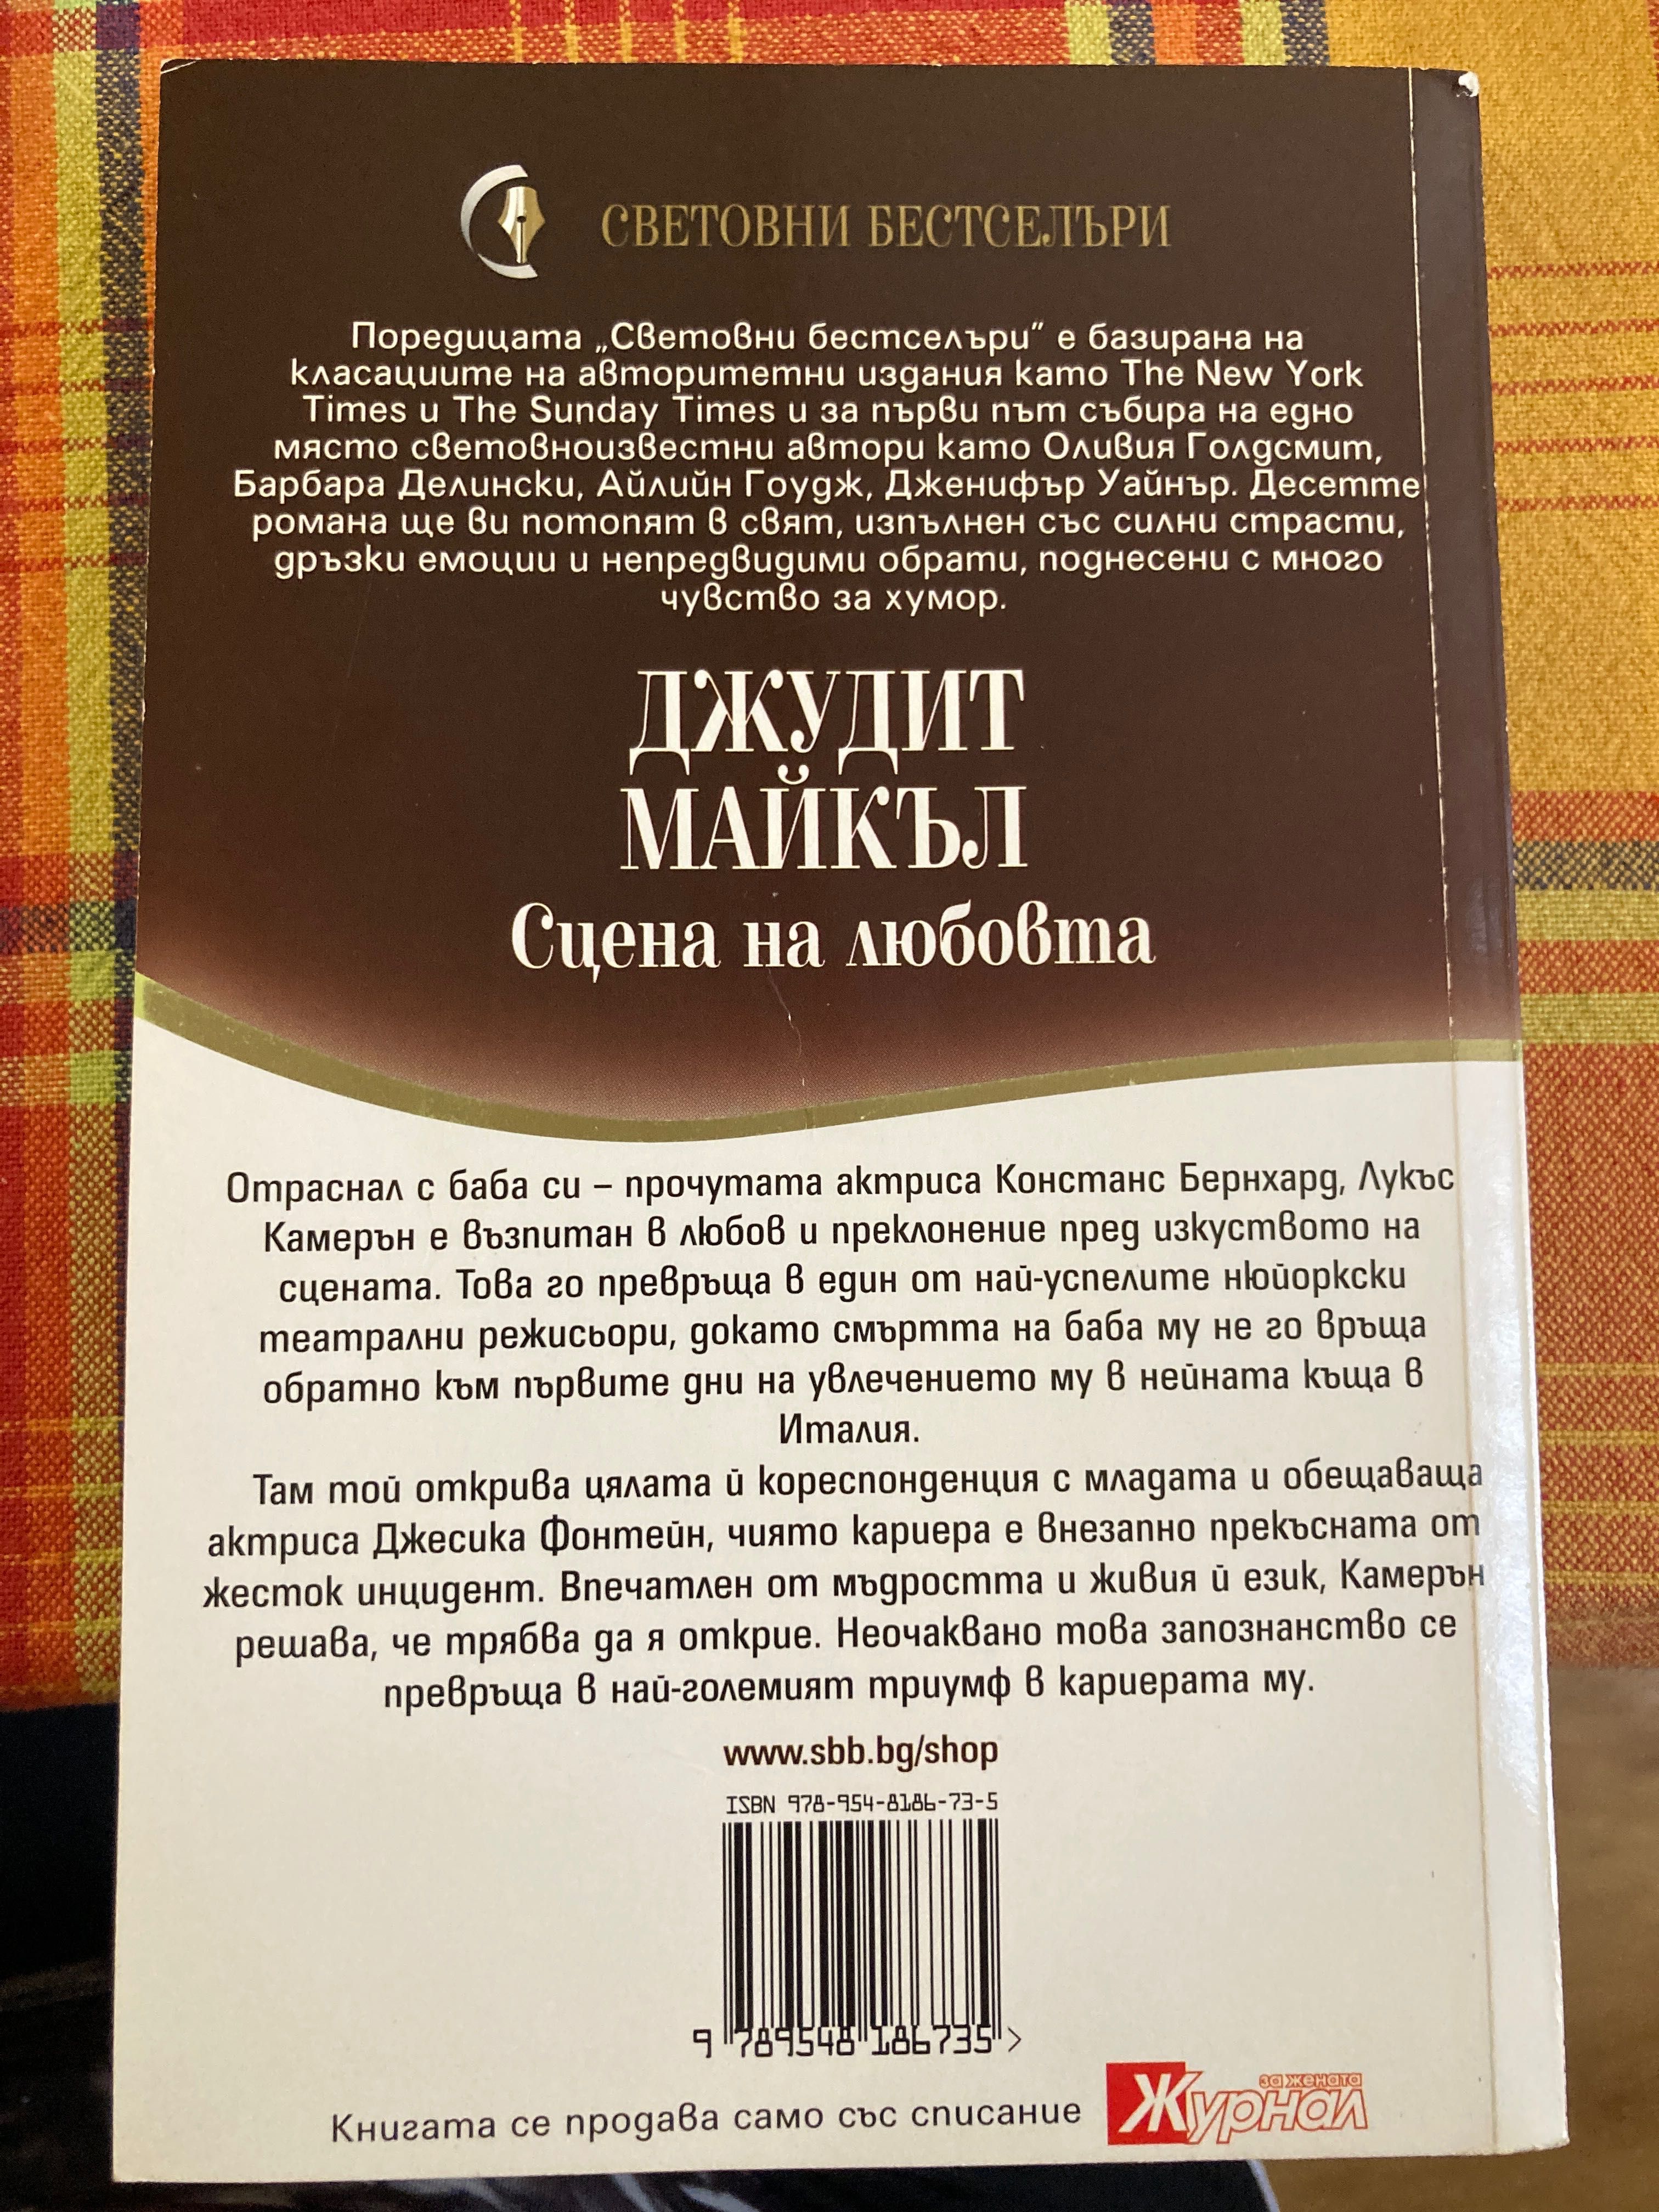 СВЕТОВНИ БЕСТСЕЛЪРИ
Поредицата „Световни бестселъри“ е базирана на
класациите на авторитетни издания като The New York
Times и The Sunday Times и за първи път събира на едно
място световноизвестни автори като Оливия Голдсмит,
Барбара Делински, Айлийн Гоудж, Дженифър Уайнър. Десетте
романа ще ви потопят в свят, изпълнен със силни страсти,
дръзки емоции и непредвидими обрати, поднесени с много
чувство за хумор.
ДЖУДИТ
МАЙКЪЛ
Сцена на любовта
Отраснал с баба си – прочутата актриса Констанс Бернхард, Лукъс
Камерън е възпитан в любов и преклонение пред изкуството на
сцената. Това го превръща в един от най-успелите нюйоркски
театрални режисьори, докато смъртта на баба му не го връща
обратно към първите дни на увлечението му в нейната къща в
Италия.
Там той открива цялата й кореспонденция с младата и обещаваща
актриса Джесика Фонтейн, чиято кариера е внезапно прекъсната от
жесток инцидент. Впечатлен от мъдростта и живия й език, Камерън
решава, че трябва да я открие. Неочаквано това запознанство се
превръща в най-големият триумф в кариерата му.
www.sbb.bg/shop
ISBN 978-954-8186-73-5
9 789548 186735 >
Книгата се продава само със списание
за жената
Журнал